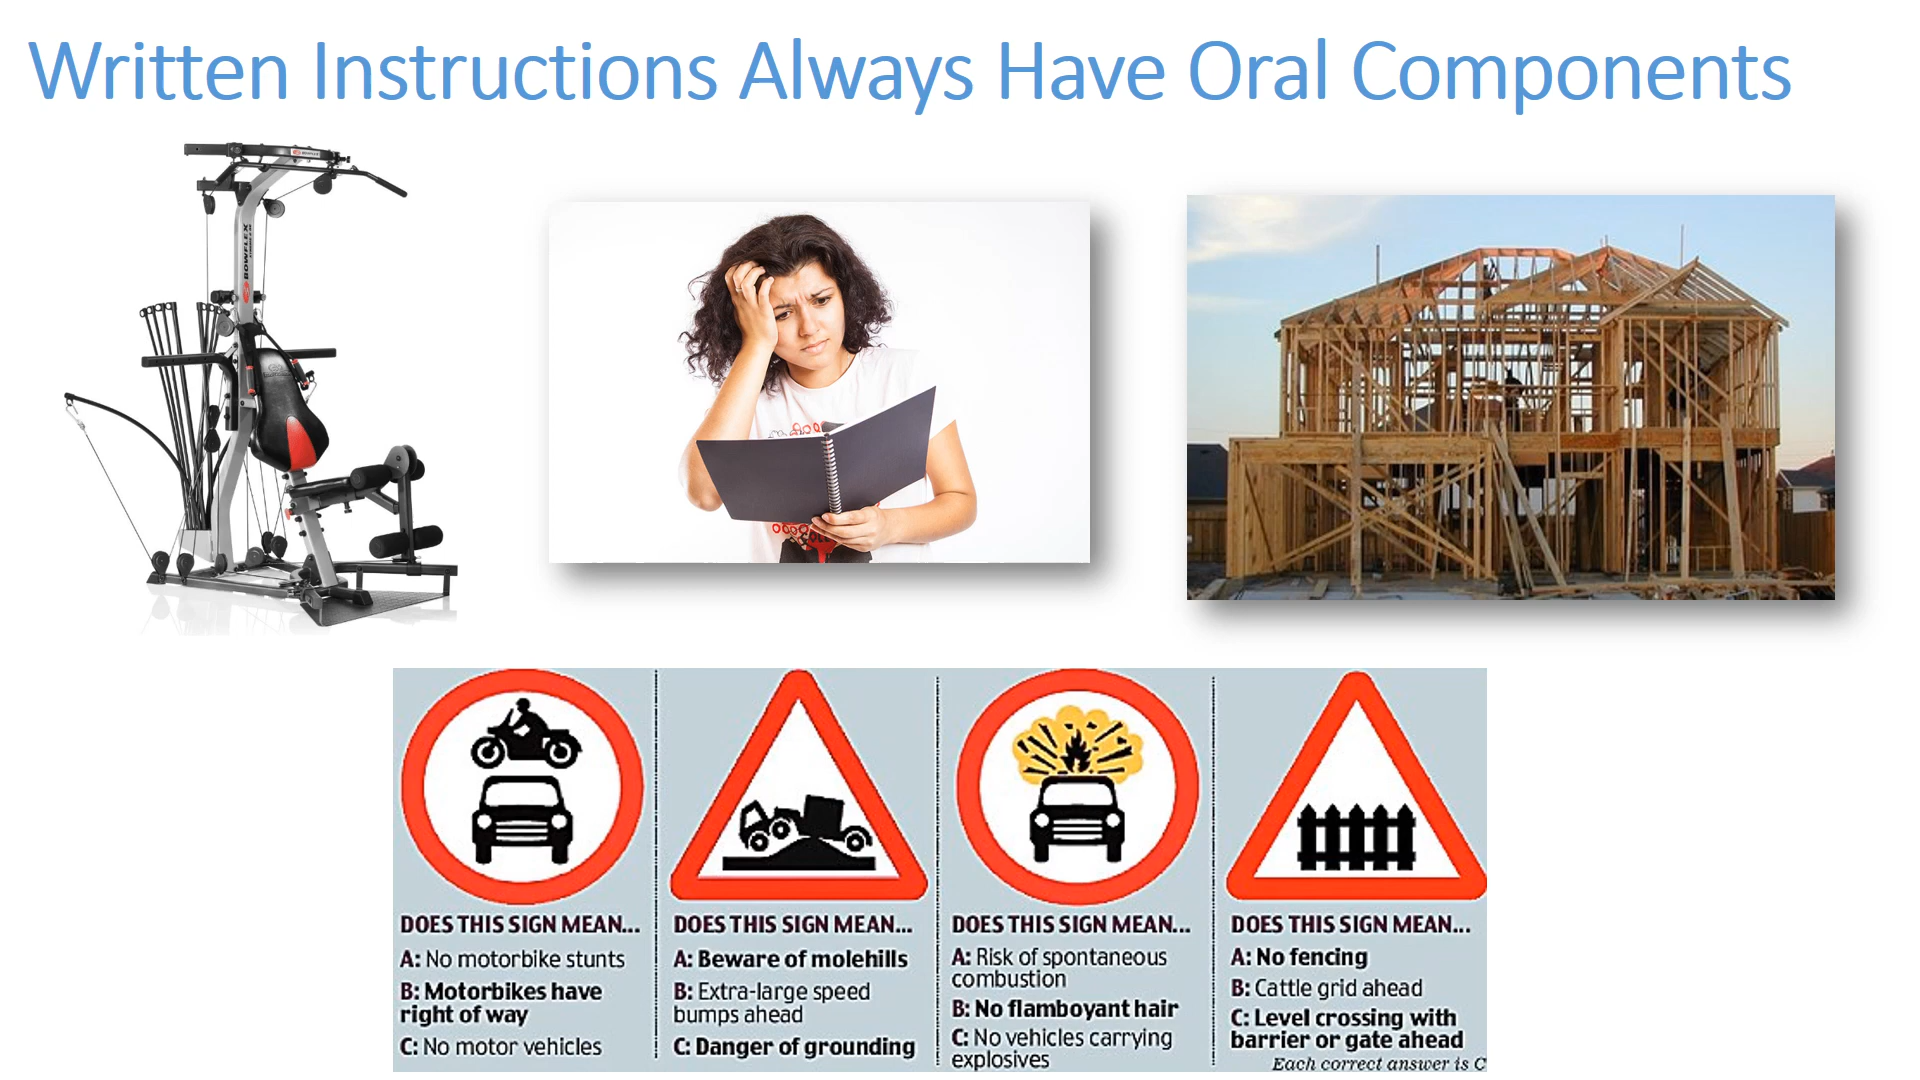 Written Instructions Always Have Oral Components
BOWFLEX
DOES THIS SIGN MEAN...
A: No motorbike stunts
B: Motorbikes have
right of way
C: No motor vehicles
DOES THIS SIGN MEAN...
A: Beware of molehills
B: Extra-large speed
bumps ahead
C: Danger of grounding
DOES THIS SIGN MEAN...
A: Risk of spontaneous
combustion
B: No flamboyant hair
C: No vehicles carrying
explosives
DOES THIS SIGN MEAN...
A: No fencing
B: Cattle grid ahead
C: Level crossing with
barrier or gate ahead
Each correct answer is C